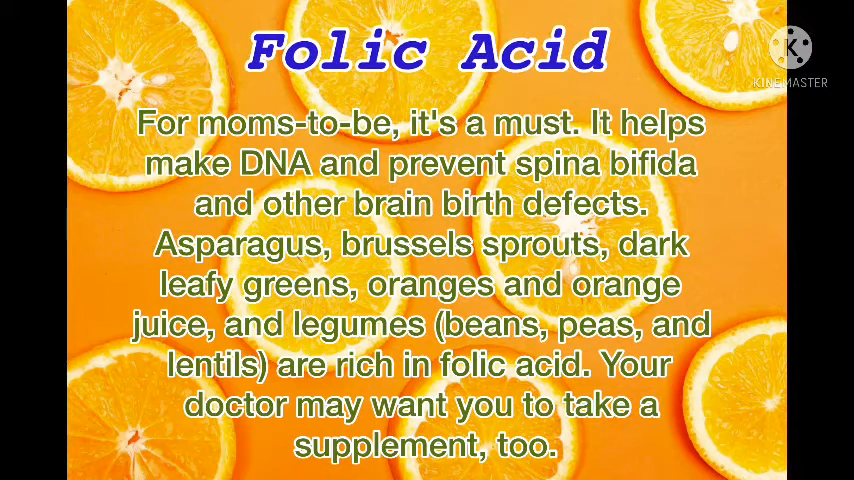 Folic Acid
KINEMASTER
For moms-to-be, it's a must. It helps
make DNA and prevent spina bifida
and other brain birth defects.
Asparagus, brussels sprouts, dark
leafy greens, oranges and orange
juice, and legumes (beans, peas, and
lentils) are rich in folic acid. Your
doctor may want you to take a
supplement, too.